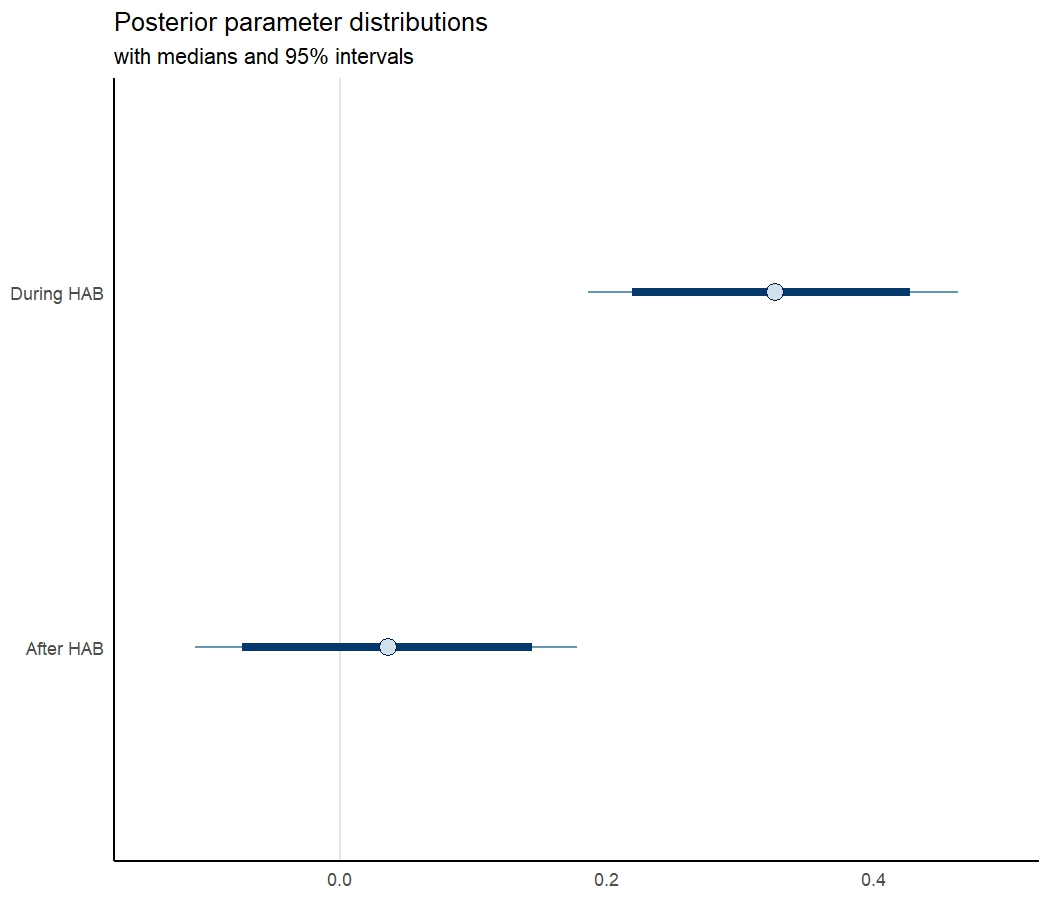 Posterior parameter distributions
with medians and 95% intervals
During HAB
After HAB
0.0 0.2 0.4